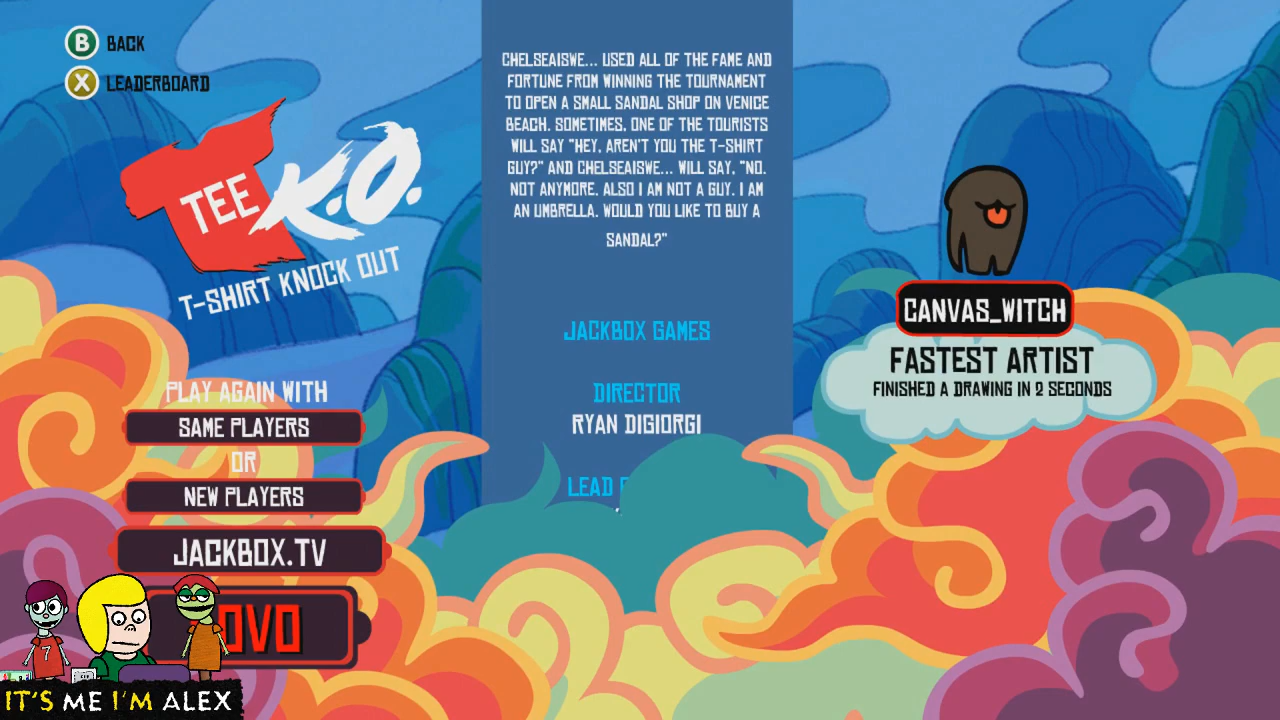 B BACK
X LEADERBOARD
TEE K.O.
T-SHIRT KNOCK OUT
PLAY AGAIN WITH
SAME PLAYERS
OR
NEW PLAYERS
JACKBOX.TV
OVO
7
IT'S ME I'M ALEX
CHELSEAISWE... USED ALL OF THE FAME AND
FORTUNE FROM WINNING THE TOURNAMENT
TO OPEN A SMALL SANDAL SHOP ON VENICE
BEACH. SOMETIMES, ONE OF THE TOURISTS
WILL SAY "HEY, AREN'T YOU THE T-SHIRT
GUY?" AND CHELSEAISWE... WILL SAY, "NO.
NOT ANYMORE. ALSO I AM NOT A GUY. I AM
AN UMBRELLA. WOULD YOU LIKE TO BUY A
SANDAL?"
JACKBOX GAMES
DIRECTOR
RYAN DIGIORGI
LEAD
CANVAS_WITCH
FASTEST ARTIST
FINISHED A DRAWING IN 2 SECONDS